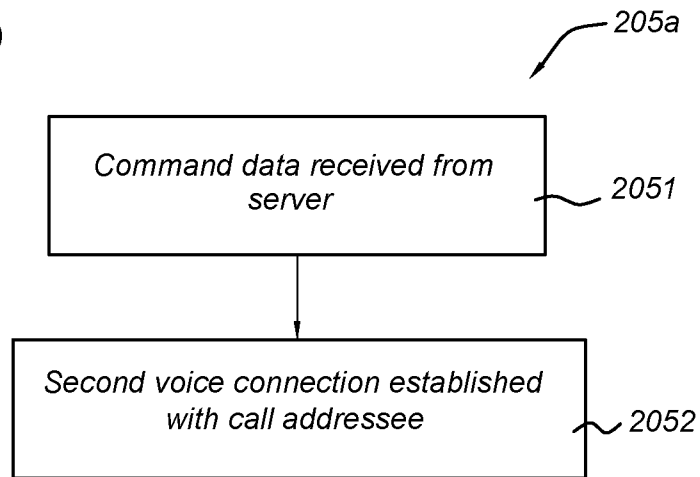 )
205a
Command data received from
server
2051
Second voice connection established
with call addressee
2052